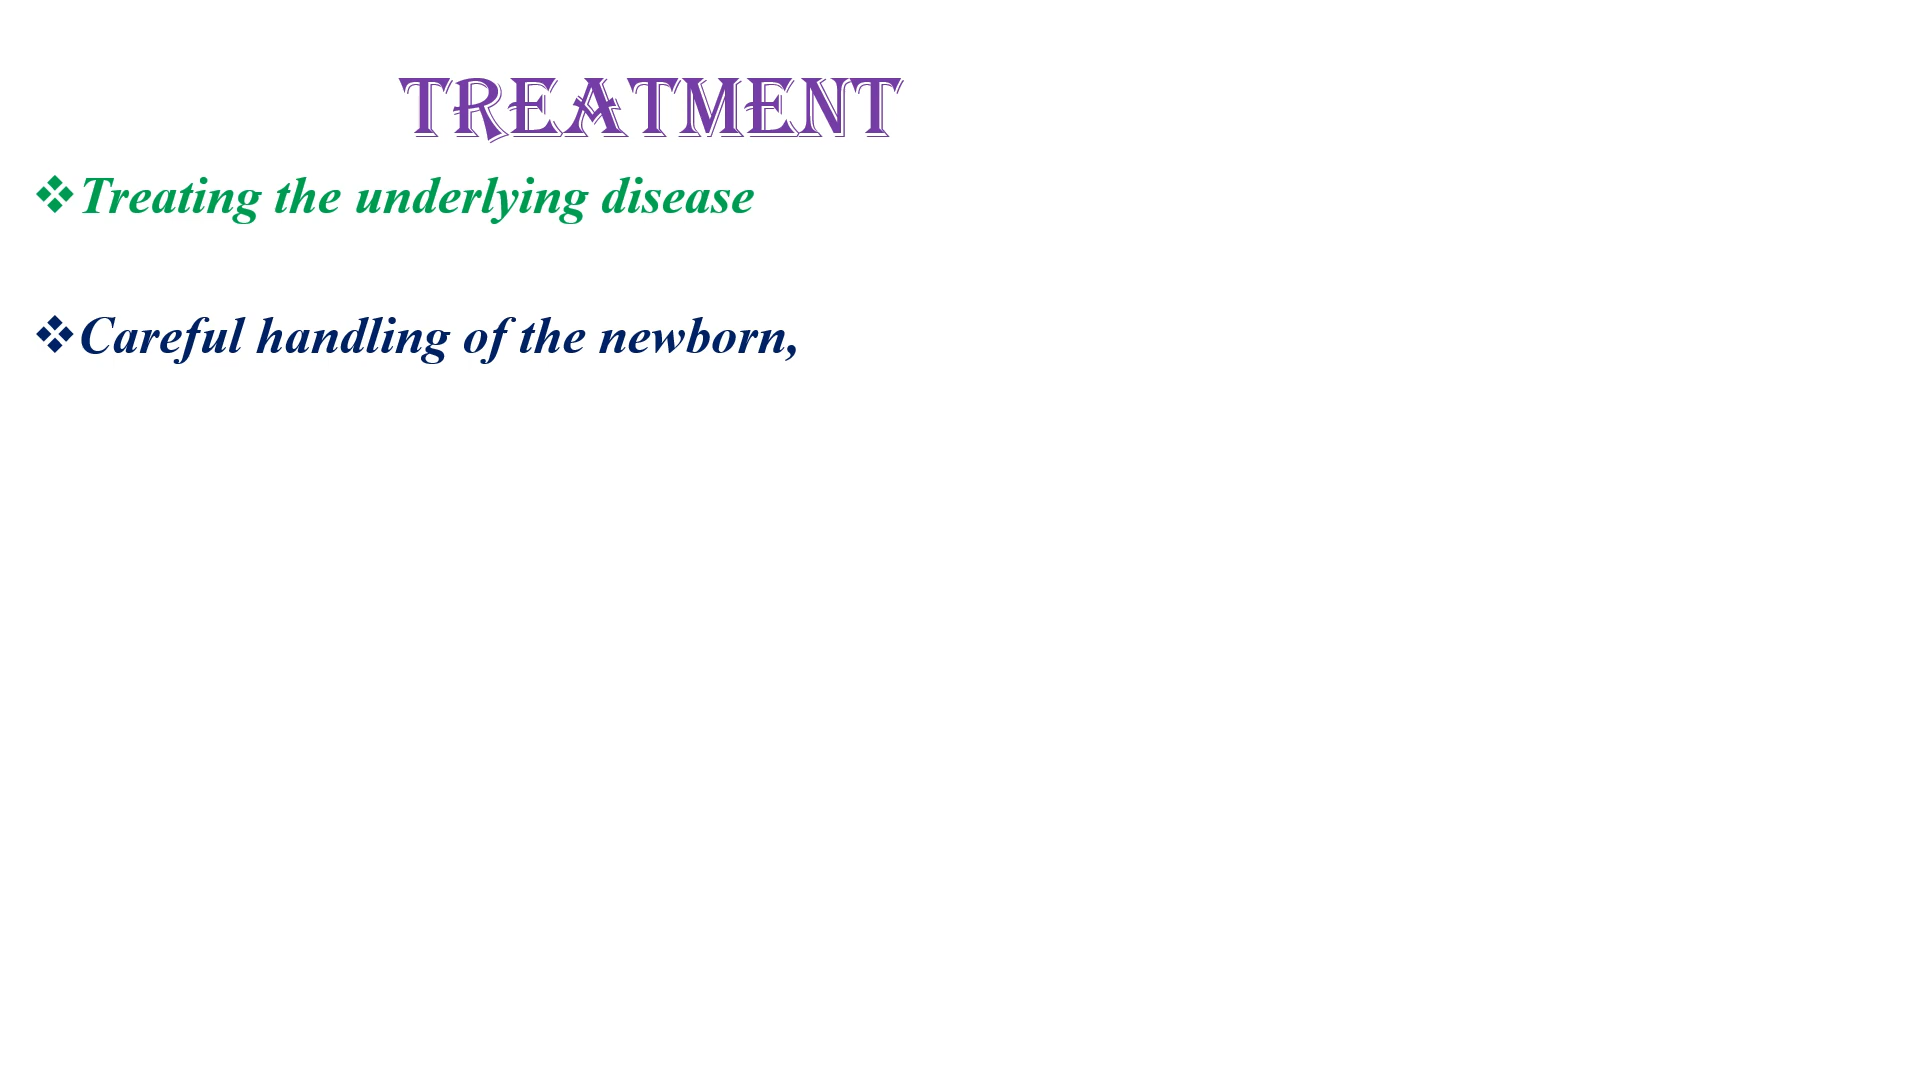 TREATMENT
❖Treating the underlying disease
❖Careful handling of the newborn,